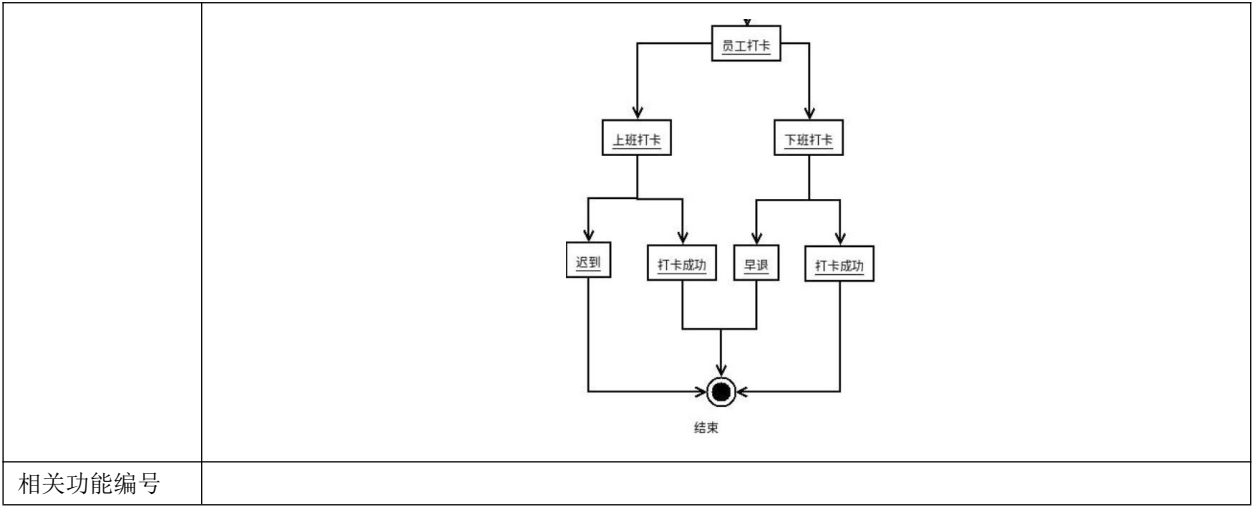 员工打卡
上班打卡
下班打卡
迟到
打卡成功
早退
打卡成功
结束
相关功能编号